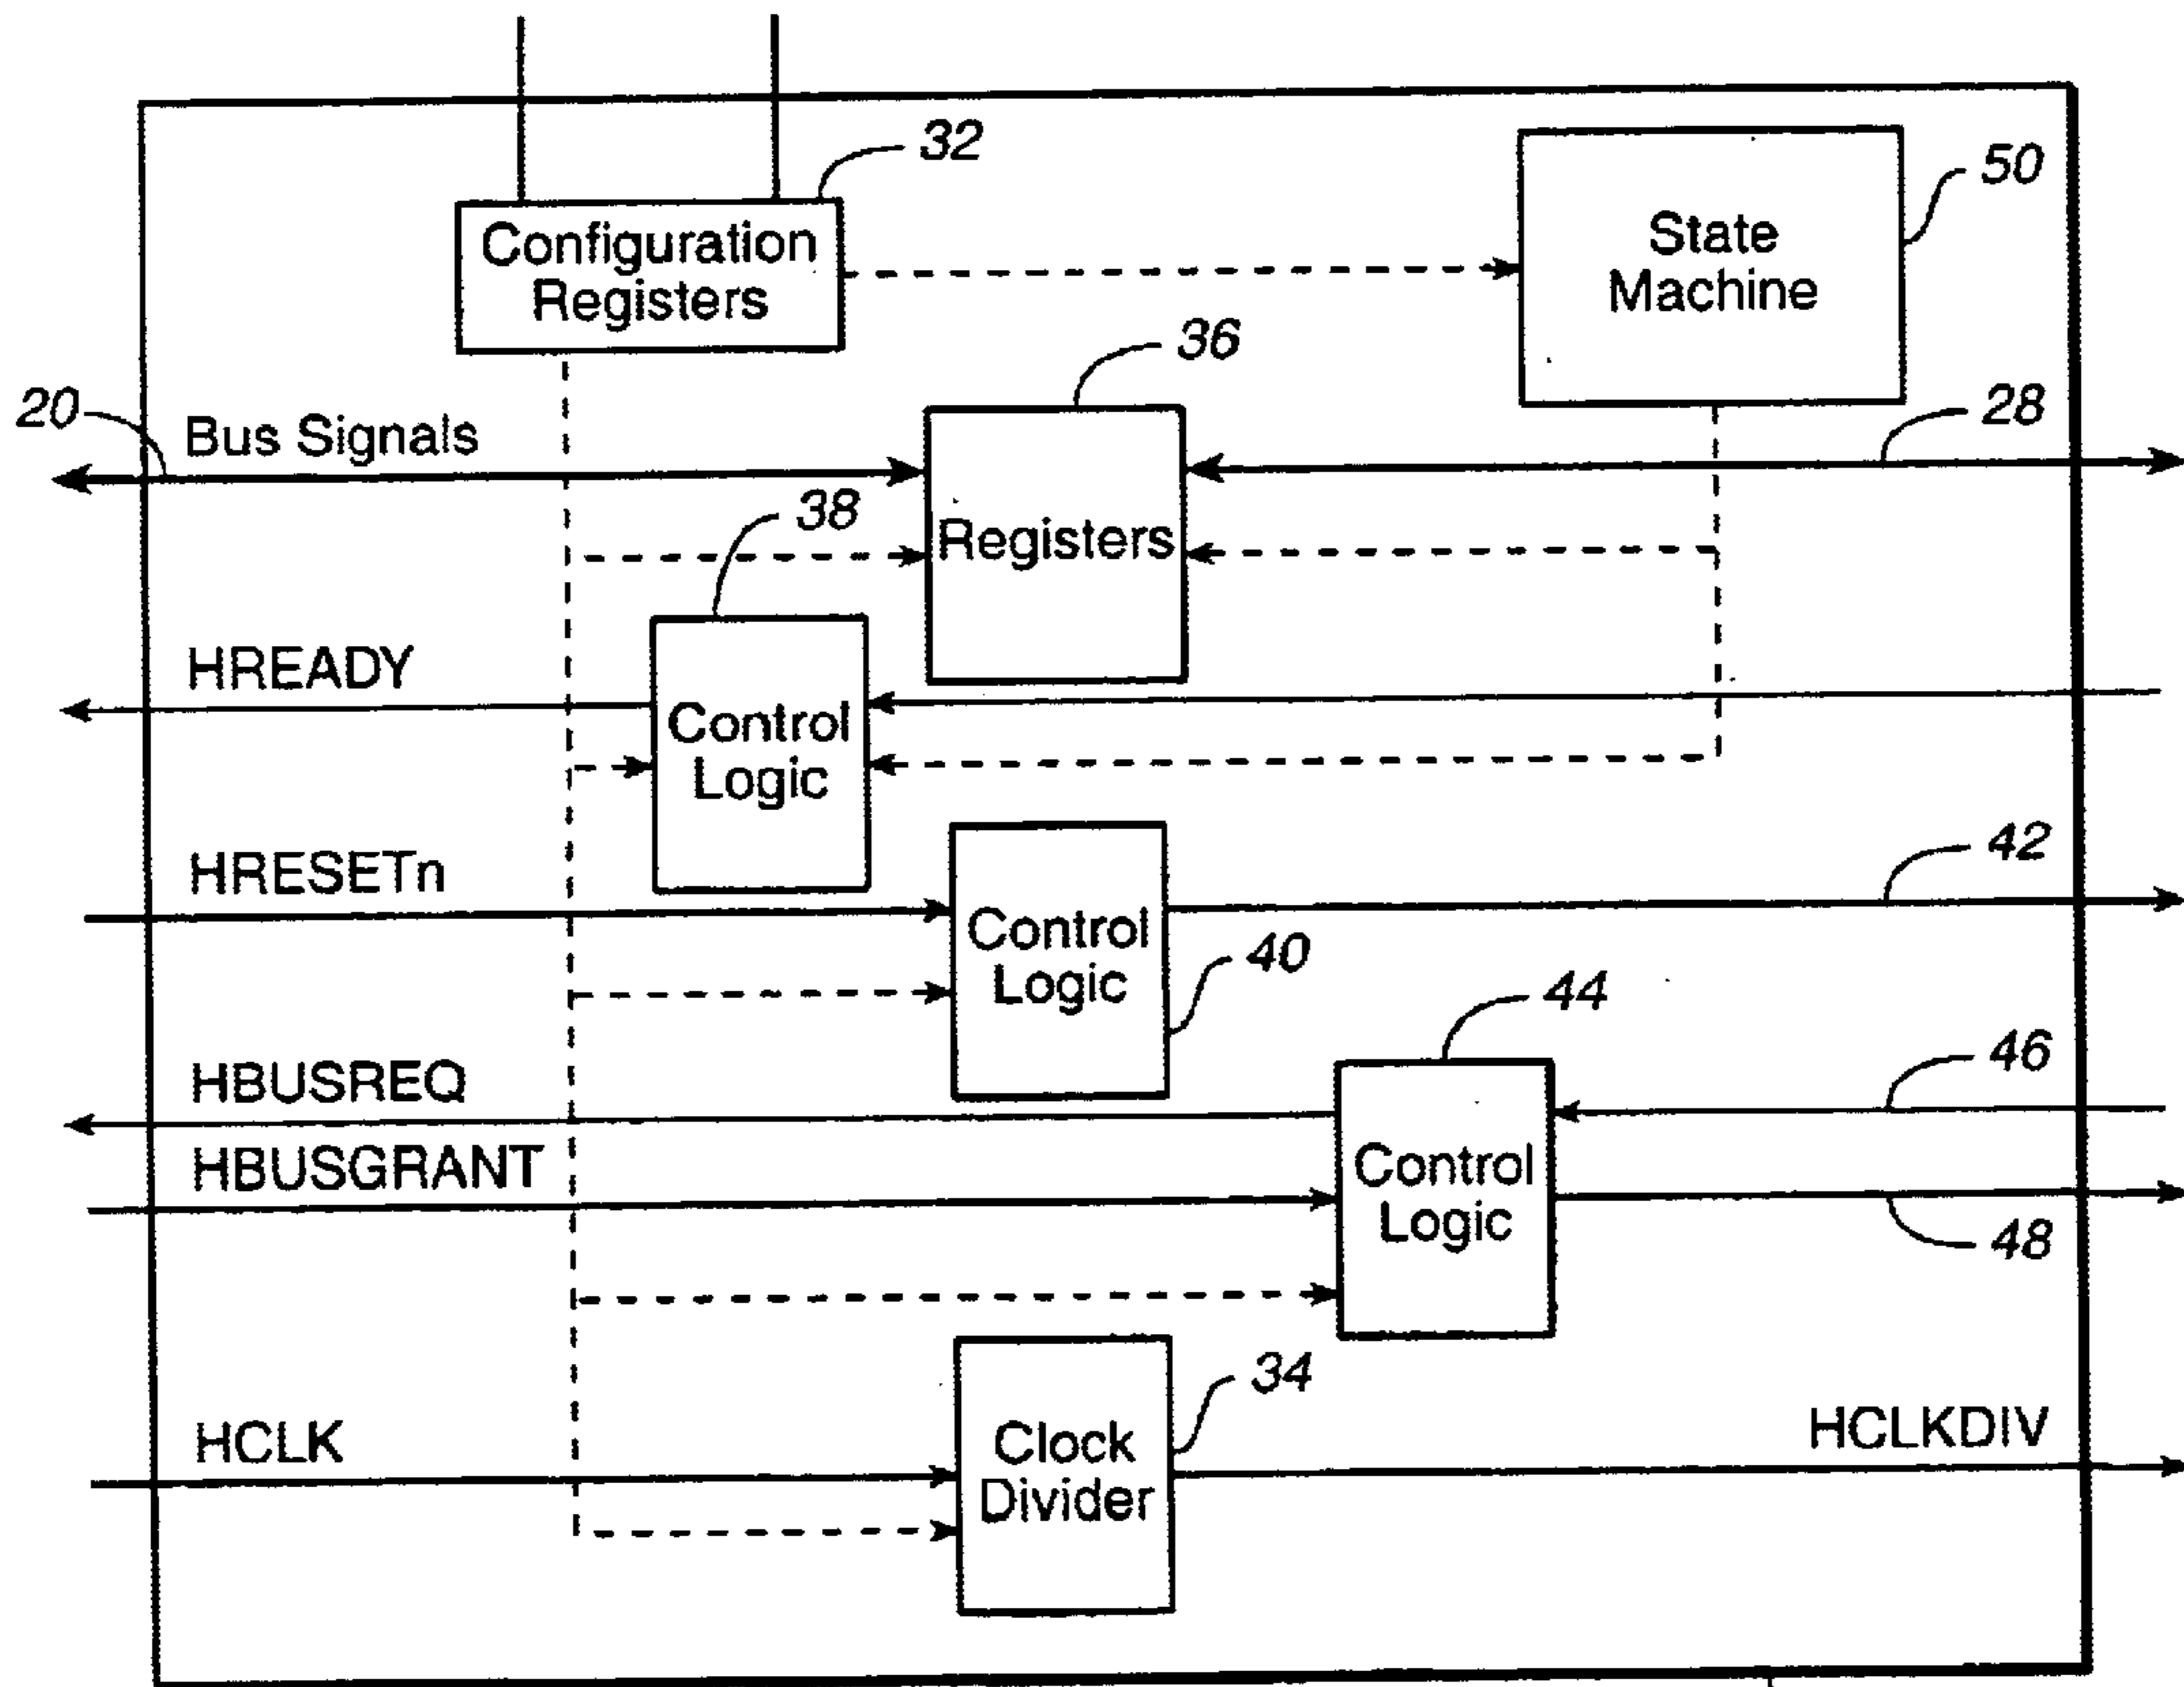 32
Configuration
Registers
State
Machine
50
36
20
Bus Signals
28
Registers
38
HREADY
Control
Logic
HRESETn
42
Control
Logic
40
44
HBUSREQ
46
HBUSGRANT
Control
Logic
48
34
HCLK
Clock
Divider
HCLKDIV